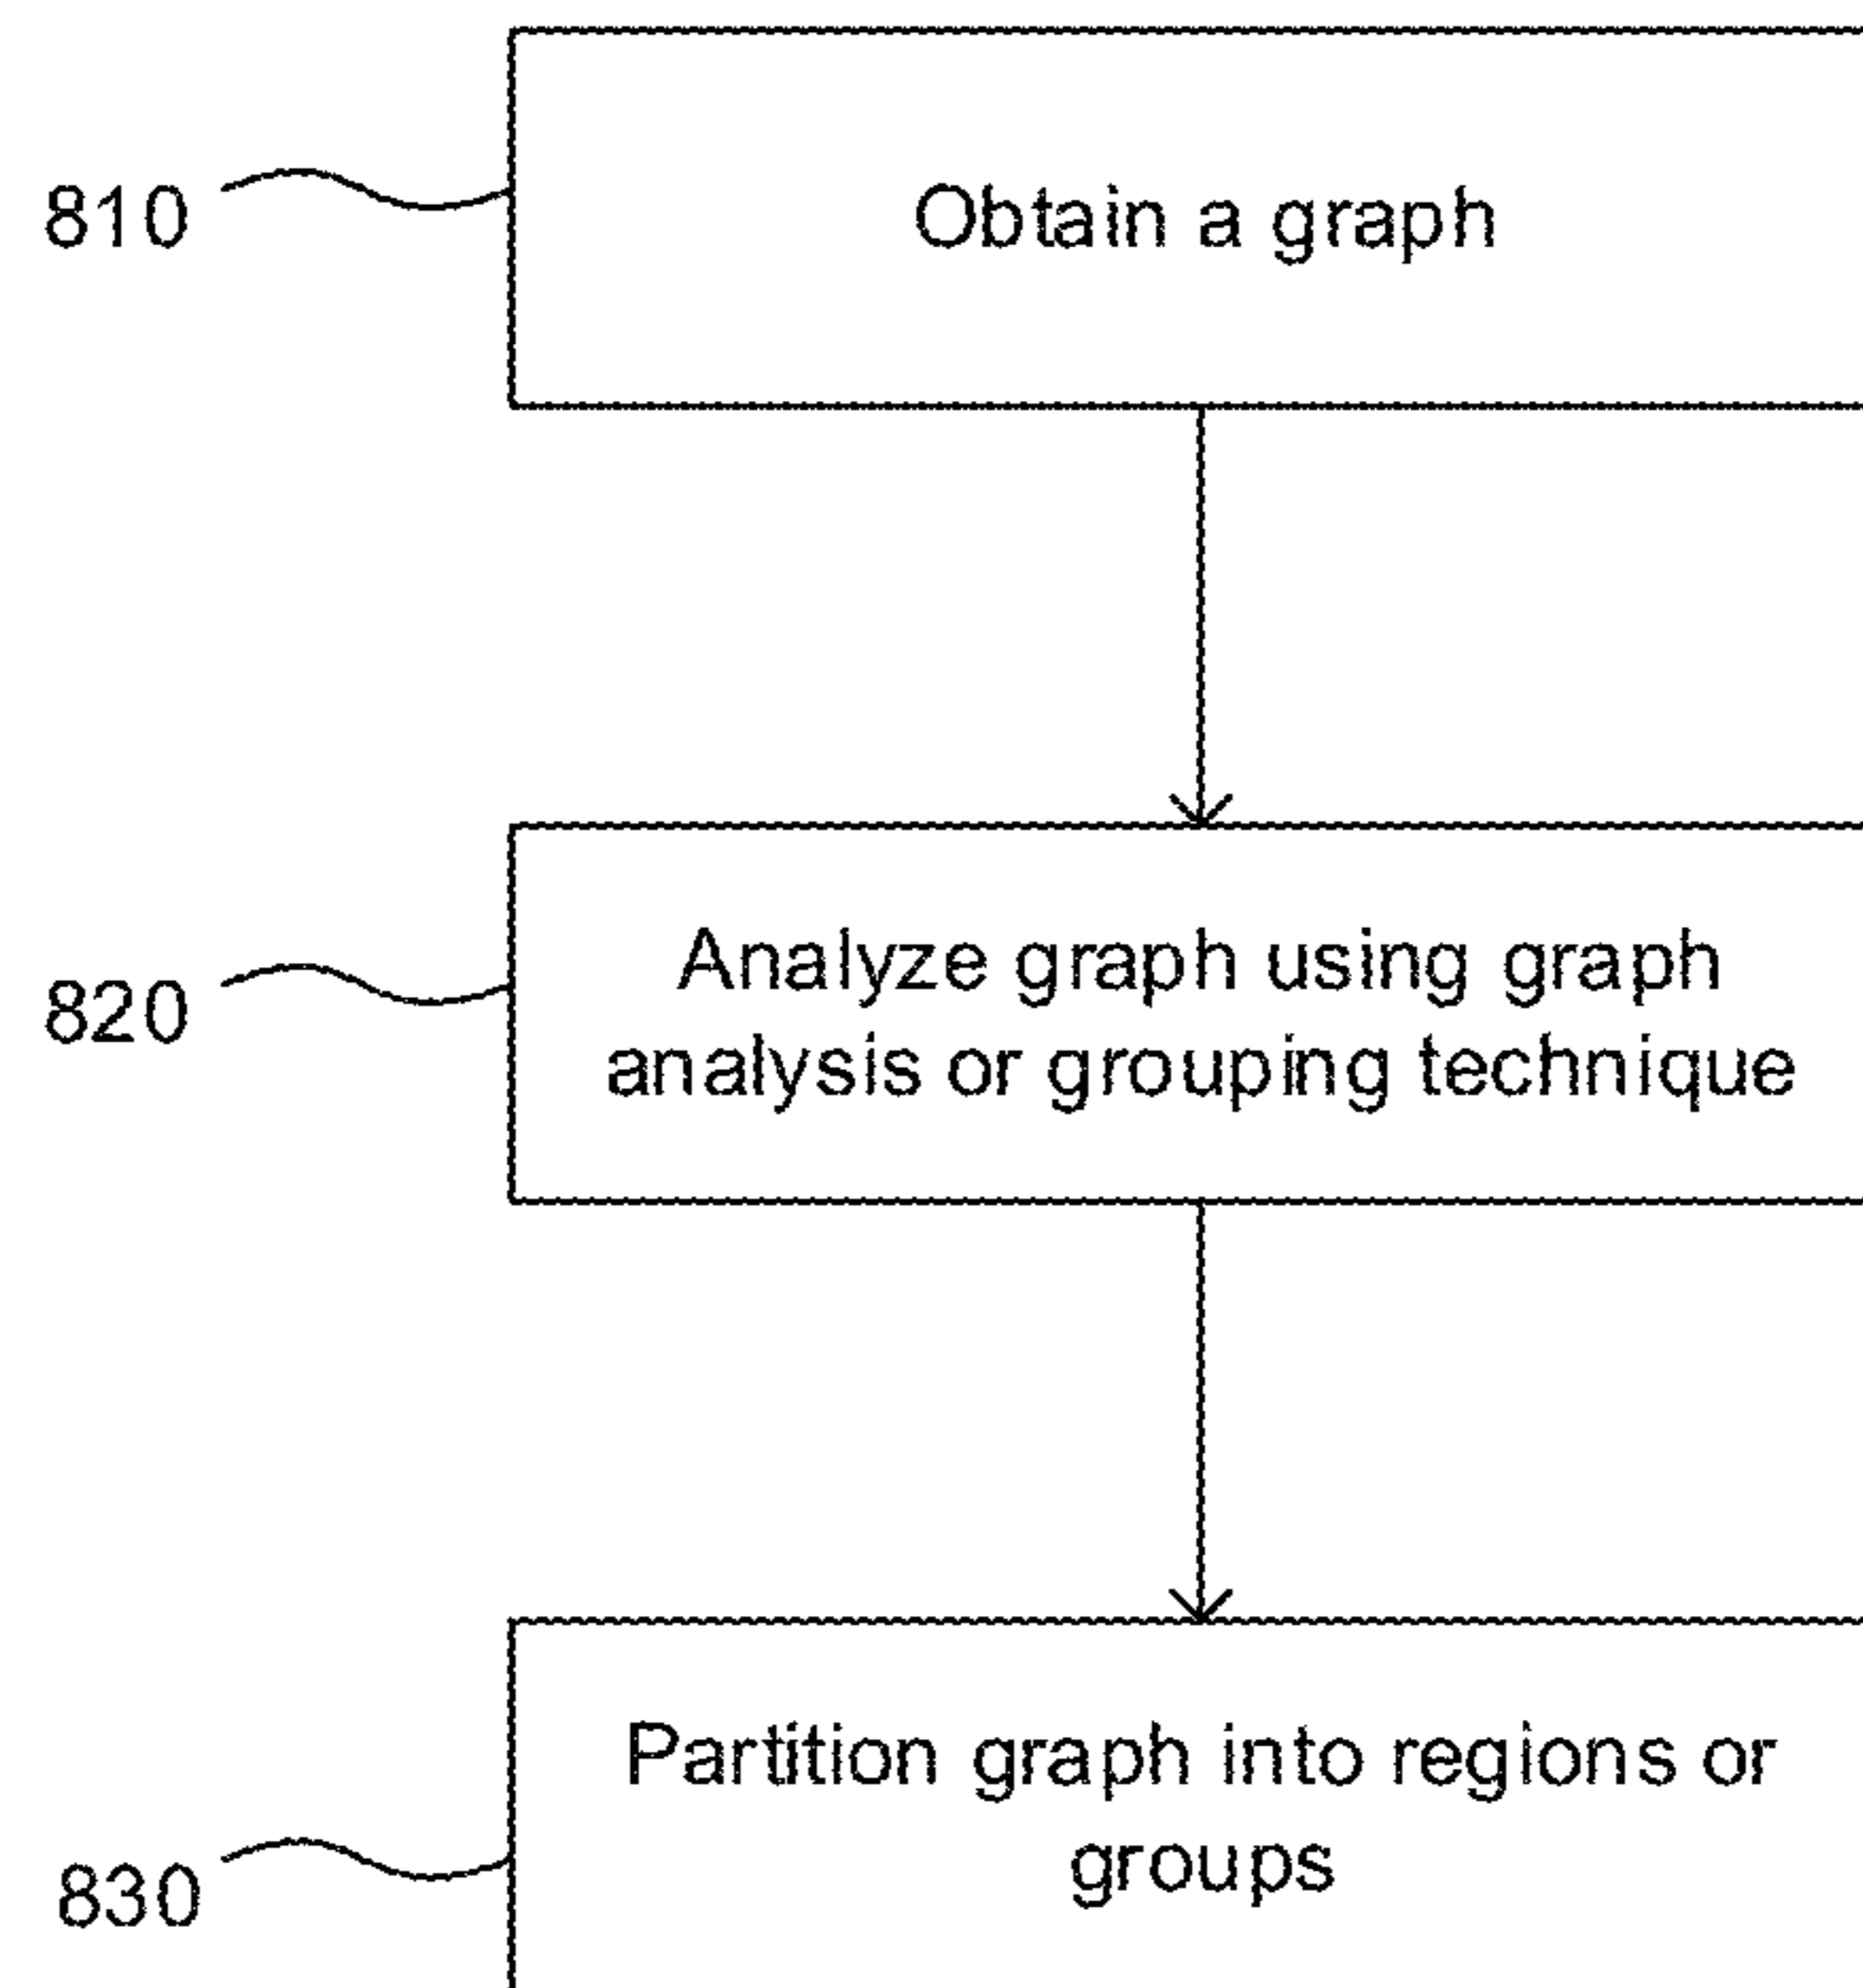 810
Obtain a graph
820
Analyze graph using graph
analysis or grouping technique
830
Partition graph into regions or
groups